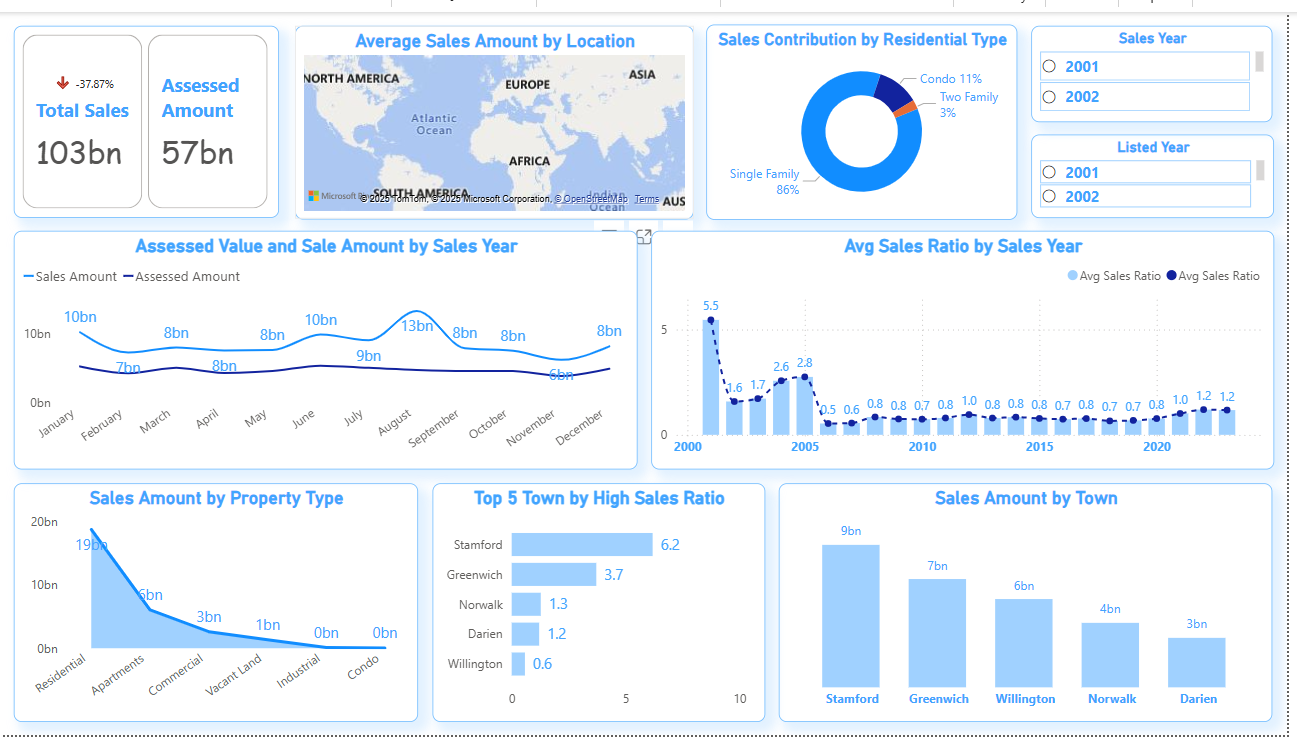 -37.87%
Total Sales
103bn
Assessed
Amount
57bn
Average Sales Amount by Location
NORTH AMERICA
EUROPE
ASIA
Atlantic
Ocean
AFRICA
SOUTH AMERICA
Indian
Ocean
AUS
Microsoft
© 2025 TomTom, © 2025 Microsoft Corporation, © OpenStreetMap Terms
Sales Contribution by Residential Type
Condo 11%
Two Family
3%
Single Family
86%
Sales Year
2001
2002
Listed Year
2001
2002
Assessed Value and Sale Amount by Sales Year
Sales Amount Assessed Amount
10bn
0bn
10bn
7bn
8bn
8bn
8bn
10bn
9bn
13bn
8bn
8bn
6bn
8bn
January
February
March
April
May
June
July
August
September
October
November
December
Avg Sales Ratio by Sales Year
Avg Sales Ratio Avg Sales Ratio
5
0
5.5
1.6
1.7
2.6
2.8
0.5
0.6
0.8
0.8
0.7
0.8
1.0
0.8
0.8
0.8
0.7
0.8
0.7
0.7
0.8
1.0
1.2
1.2
2000
2005
2010
2015
2020
Sales Amount by Property Type
20bn
10bn
0bn
19bn
6bn
3bn
1bn
0bn
0bn
Residential
Apartments
Commercial
Vacant Land
Industrial
Condo
Top 5 Town by High Sales Ratio
Stamford 6.2
Greenwich 3.7
Norwalk 1.3
Darien 1.2
Willington 0.6
0 5 10
Sales Amount by Town
9bn
7bn
6bn
4bn
3bn
Stamford
Greenwich
Willington
Norwalk
Darien